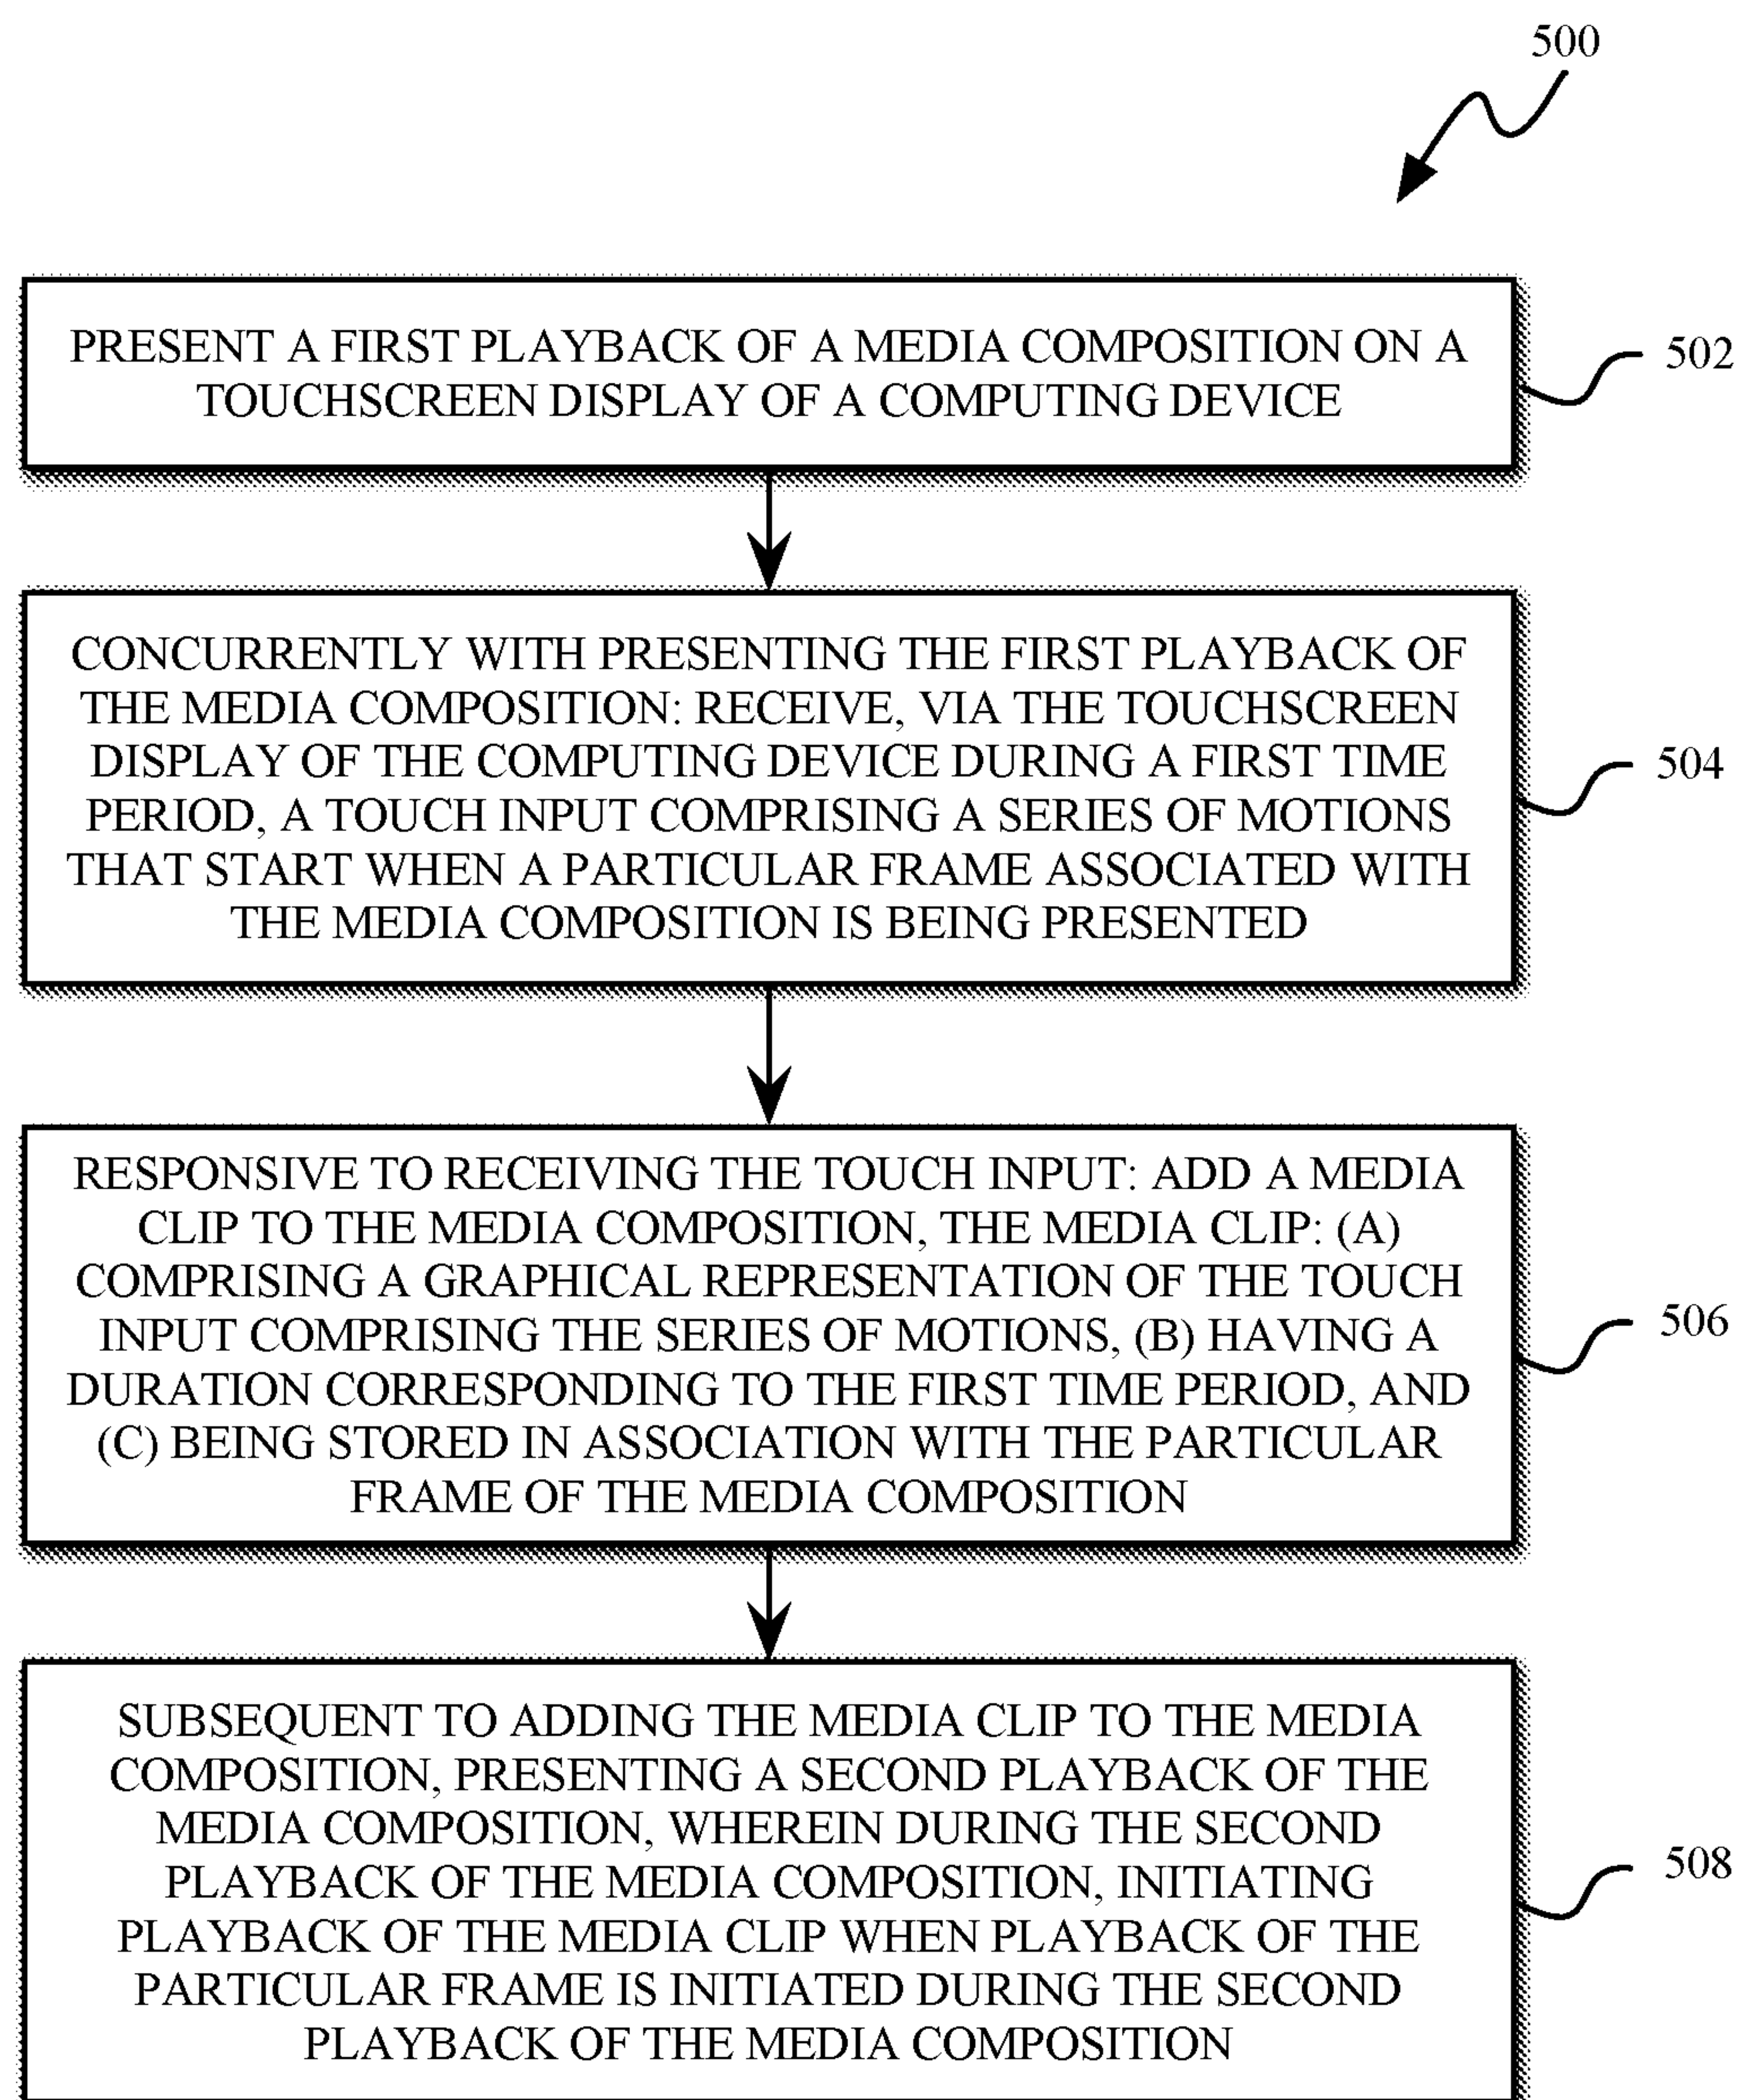 500
PRESENT A FIRST PLAYBACK OF A MEDIA COMPOSITION ON A
TOUCHSCREEN DISPLAY OF A COMPUTING DEVICE
502
CONCURRENTLY WITH PRESENTING THE FIRST PLAYBACK OF
THE MEDIA COMPOSITION: RECEIVE, VIA THE TOUCHSCREEN
DISPLAY OF THE COMPUTING DEVICE DURING A FIRST TIME
PERIOD, A TOUCH INPUT COMPRISING A SERIES OF MOTIONS
THAT START WHEN A PARTICULAR FRAME ASSOCIATED WITH
THE MEDIA COMPOSITION IS BEING PRESENTED
504
RESPONSIVE TO RECEIVING THE TOUCH INPUT: ADD A MEDIA
CLIP TO THE MEDIA COMPOSITION, THE MEDIA CLIP: (A)
COMPRISING A GRAPHICAL REPRESENTATION OF THE TOUCH
INPUT COMPRISING THE SERIES OF MOTIONS, (B) HAVING A
DURATION CORRESPONDING TO THE FIRST TIME PERIOD, AND
(C) BEING STORED IN ASSOCIATION WITH THE PARTICULAR
FRAME OF THE MEDIA COMPOSITION
506
SUBSEQUENT TO ADDING THE MEDIA CLIP TO THE MEDIA
COMPOSITION, PRESENTING A SECOND PLAYBACK OF THE
MEDIA COMPOSITION, WHEREIN DURING THE SECOND
PLAYBACK OF THE MEDIA COMPOSITION, INITIATING
PLAYBACK OF THE MEDIA CLIP WHEN PLAYBACK OF THE
PARTICULAR FRAME IS INITIATED DURING THE SECOND
PLAYBACK OF THE MEDIA COMPOSITION
508